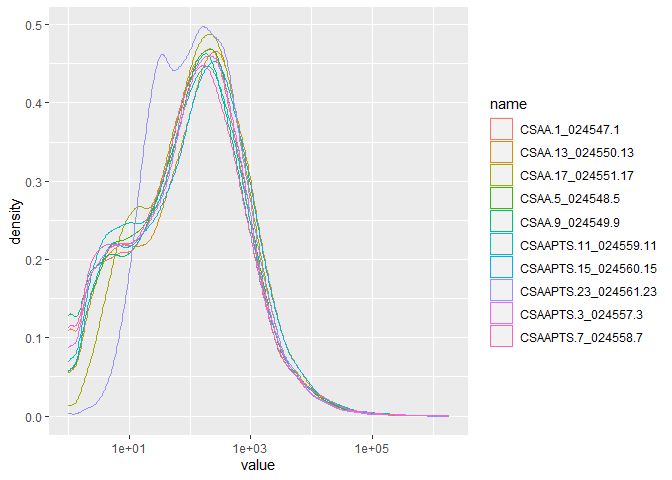 0.5
0.4
0.3
0.2
0.1
0.0
density
1e+01
1e+03
1e+05
value
name
CSAA.1_024547.1
CSAA.13_024550.13
CSAA.17_024551.17
CSAA.5_024548.5
CSAA.9_024549.9
CSAAPTS.11_024559.11
CSAAPTS.15_024560.15
CSAAPTS.23_024561.23
CSAAPTS.3_024557.3
CSAAPTS.7_024558.7